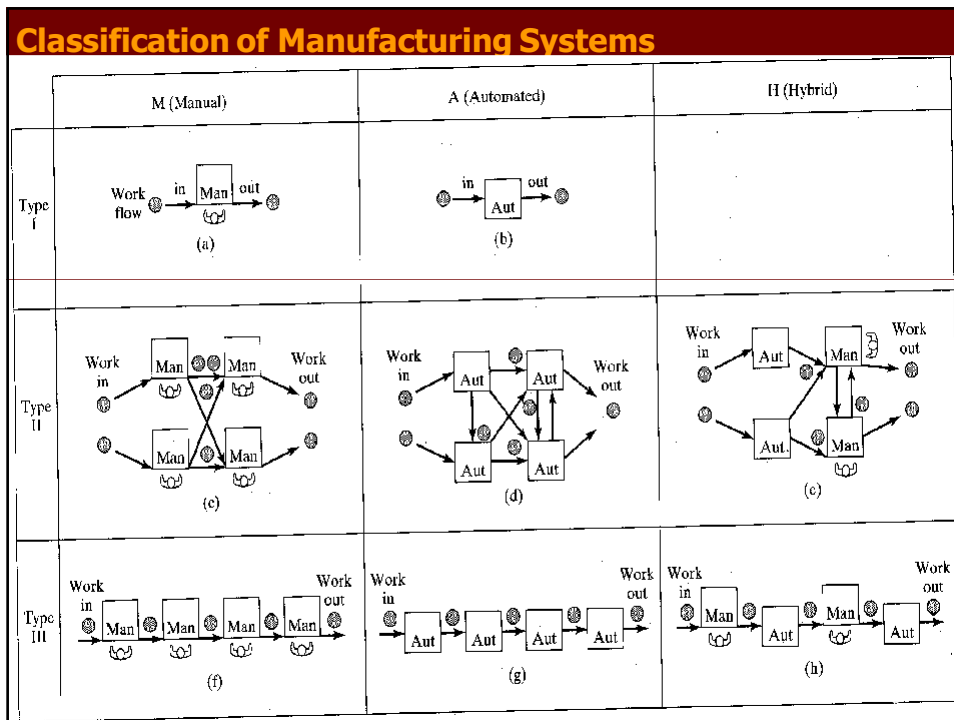 Classification of Manufacturing Systems
M (Manual)
A (Automated)
H (Hybrid)
Type
I
Work
flow
in
Man
out
(a)
in
Aut
out
(b)
Type
II
Work
in
Man
Man
Work
out
Man
Man
(c)
Work
in
Aut
Aut
Work
out
Aut
Aut
(d)
Work
in
Aut
Man
Work
out
Aut.
Man
(e)
Type
III
Work
in
Man
Man
Man
Man
Work
out
(f)
Work
in
Aut
Aut
Aut
Aut
Work
out
(g)
Work
in
Man
Aut
Man
Aut
Work
out
(h)